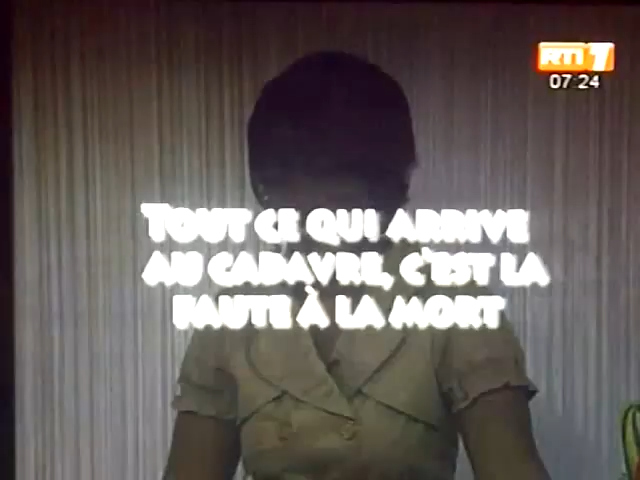 RTI 1
07:24
TOUT CE QUI ARRIVE
AU CADAVRE, C'EST LA
FAUTE À LA MORT